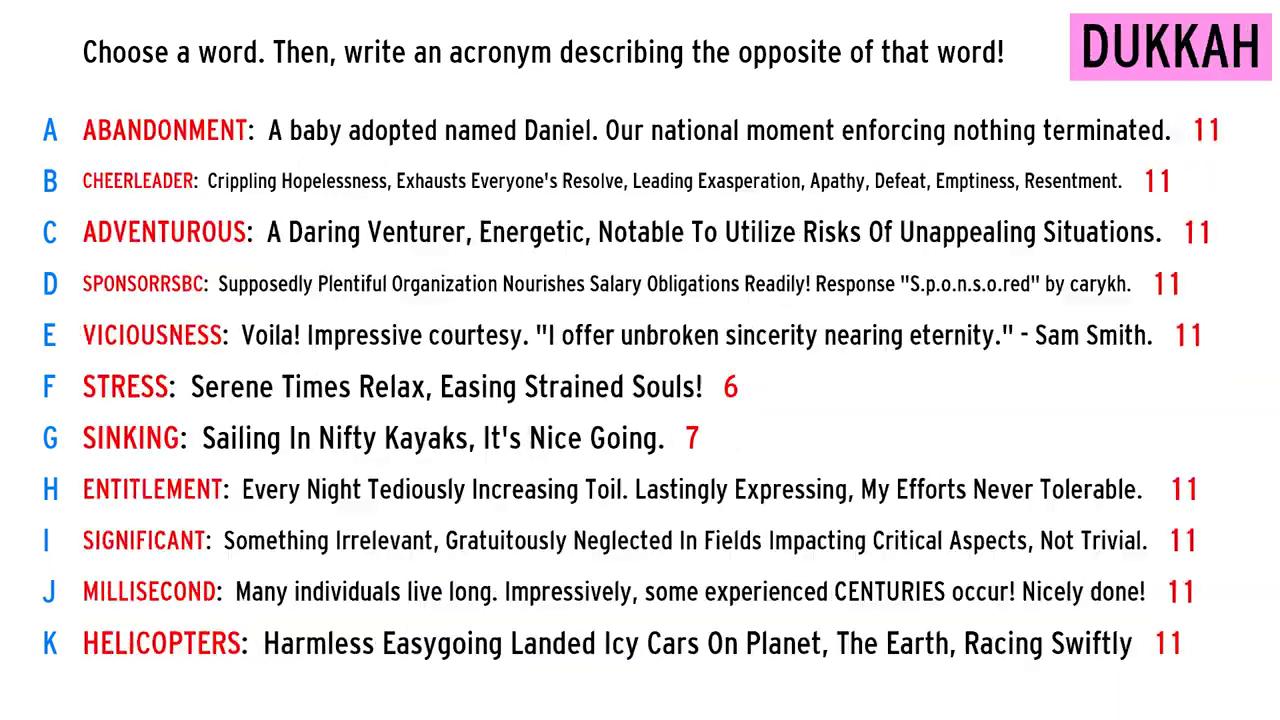 Choose a word. Then, write an acronym describing the opposite of that word!
DUKKAH
A ABANDONMENT: A baby adopted named Daniel. Our national moment enforcing nothing terminated. 11
B CHEERLEADER: Crippling Hopelessness, Exhausts Everyone's Resolve, Leading Exasperation, Apathy, Defeat, Emptiness, Resentment. 11
C ADVENTUROUS: A Daring Venturer, Energetic, Notable To Utilize Risks Of Unappealing Situations. 11
D SPONSORRSBC: Supposedly Plentiful Organization Nourishes Salary Obligations Readily! Response "S.p.o.n.s.o.red" by carykh. 11
E VICIOUSNESS: Voila! Impressive courtesy. "I offer unbroken sincerity nearing eternity." - Sam Smith. 11
F STRESS: Serene Times Relax, Easing Strained Souls! 6
G SINKING: Sailing In Nifty Kayaks, It's Nice Going. 7
H ENTITLEMENT: Every Night Tediously Increasing Toil. Lastingly Expressing, My Efforts Never Tolerable. 11
I SIGNIFICANT: Something Irrelevant, Gratuitously Neglected In Fields Impacting Critical Aspects, Not Trivial. 11
J MILLISECOND: Many individuals live long. Impressively, some experienced CENTURIES occur! Nicely done! 11
K HELICOPTERS: Harmless Easygoing Landed Icy Cars On Planet, The Earth, Racing Swiftly 11